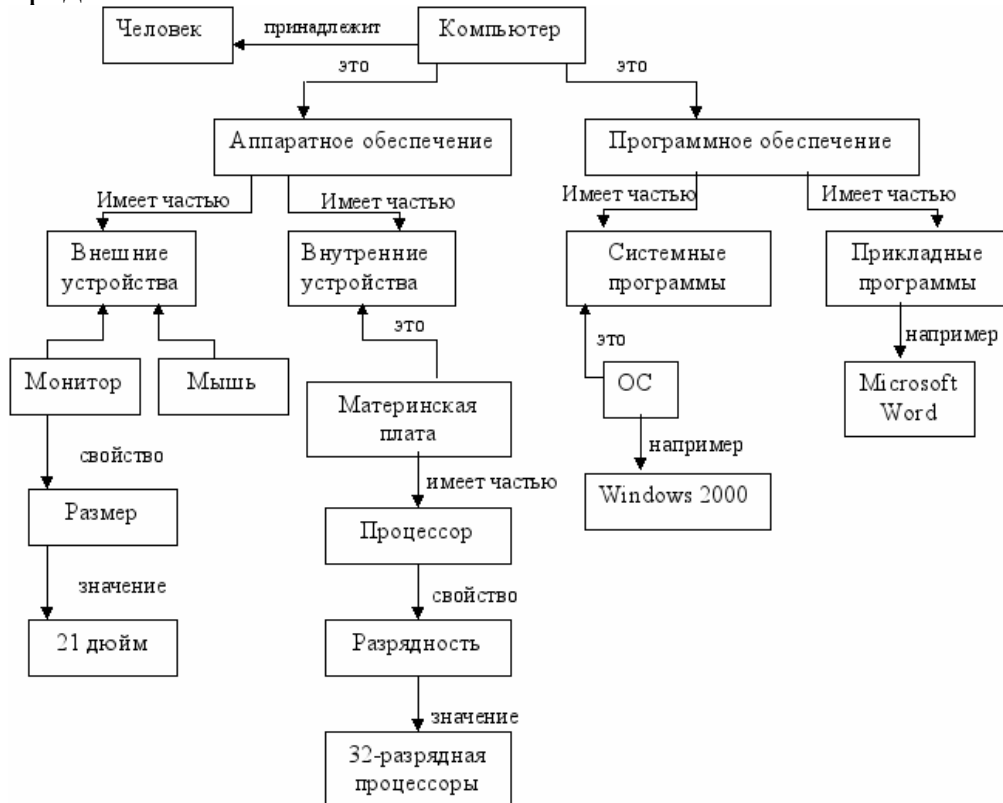 Человек
принадлежит
Компьютер
это
это
Аппаратное обеспечение
Программное обеспечение
Имеет частью
Имеет частью
Имеет частью
Имеет частью
Внешние
устройства
Внутренние
устройства
Системные
программы
Прикладные
программы
это
это
например
Монитор
Мышь
Материнская
плата
ОС
Microsoft
Word
свойство
имеет частью
например
Размер
Процессор
Windows 2000
значение
свойство
21 дюйм
Разрядность
значение
32-разрядная
процессоры